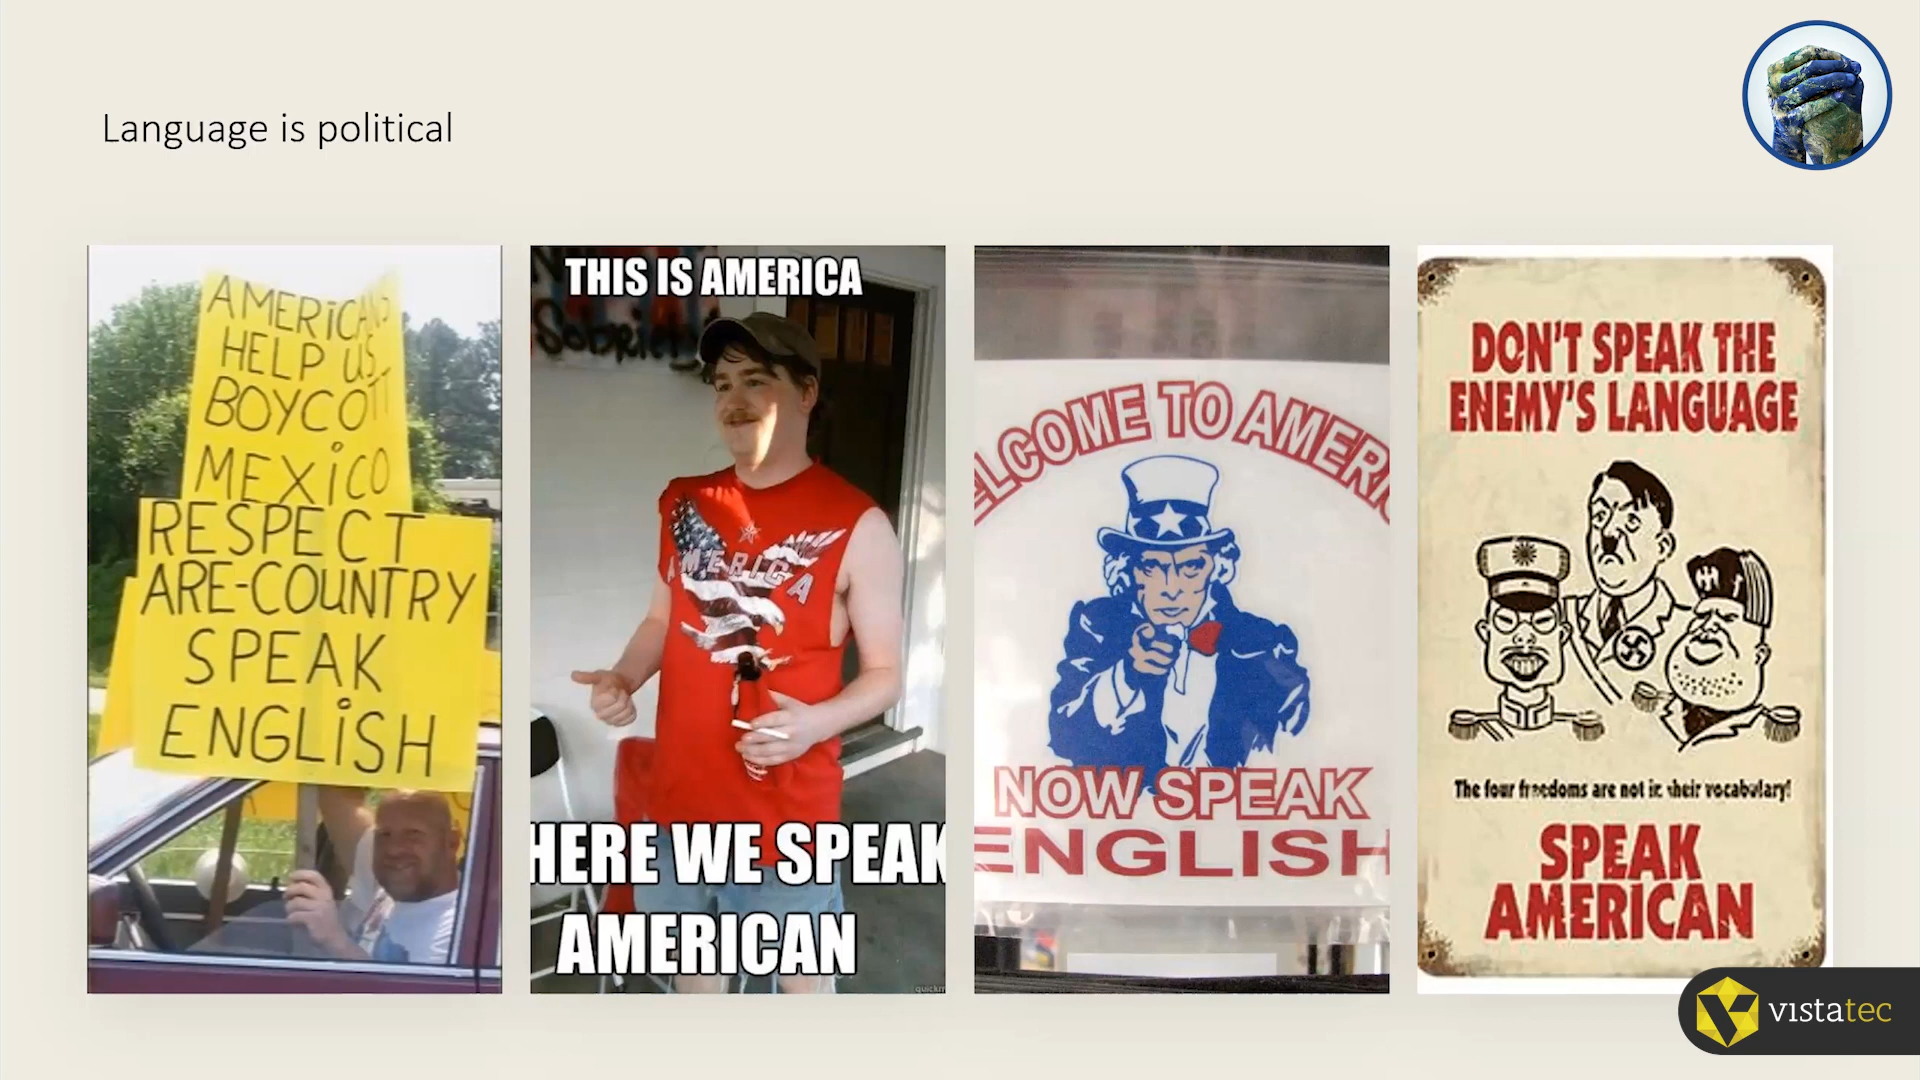 Language is political
AMERICANS
HELP US
BOYCOTT
MEXICO
RESPECT
ARE-COUNTRY
SPEAK
ENGLISH
THIS IS AMERICA
AMERICA
HERE WE SPEAK
AMERICAN
ELCOME TO AMERIC
NOW SPEAK
ENGLISH
DON'T SPEAK THE
ENEMY'S LANGUAGE
The four freedoms are not in their vocabulary!
SPEAK
AMERICAN
vistatec